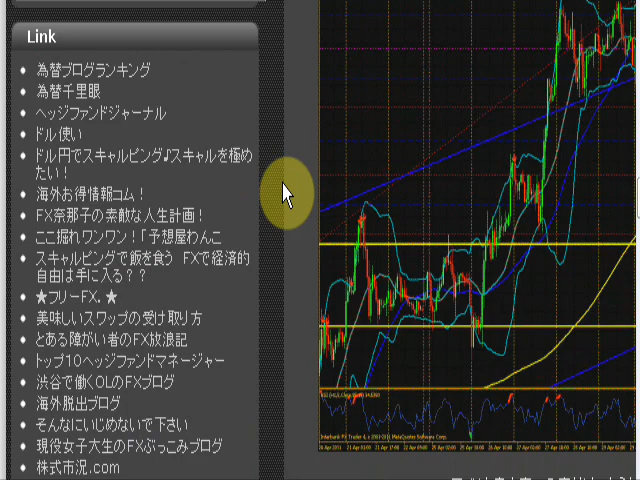 Link
為替ブログランキング
為替千里眼
ヘッジファンドジャーナル
ドル使い
ドル円でスキャルピング♪スキャルを極め
たい！
海外お得情報コム！
FX奈那子の素敵な人生計画！
ここ掘れワンワン！「予想屋わんこ
スキャルピングで飯を食う FXで経済的
自由は手に入る？？
★フリーFX．★
美味しいスワップの受け取り方
とある障がい者のFX放浪記
トップ10ヘッジファンドマネージャー
渋谷で働くOLのFXブログ
海外脱出ブログ
そんなにいじめないで下さい
現役女子大生のFXぶっこみブログ
株式市況.com